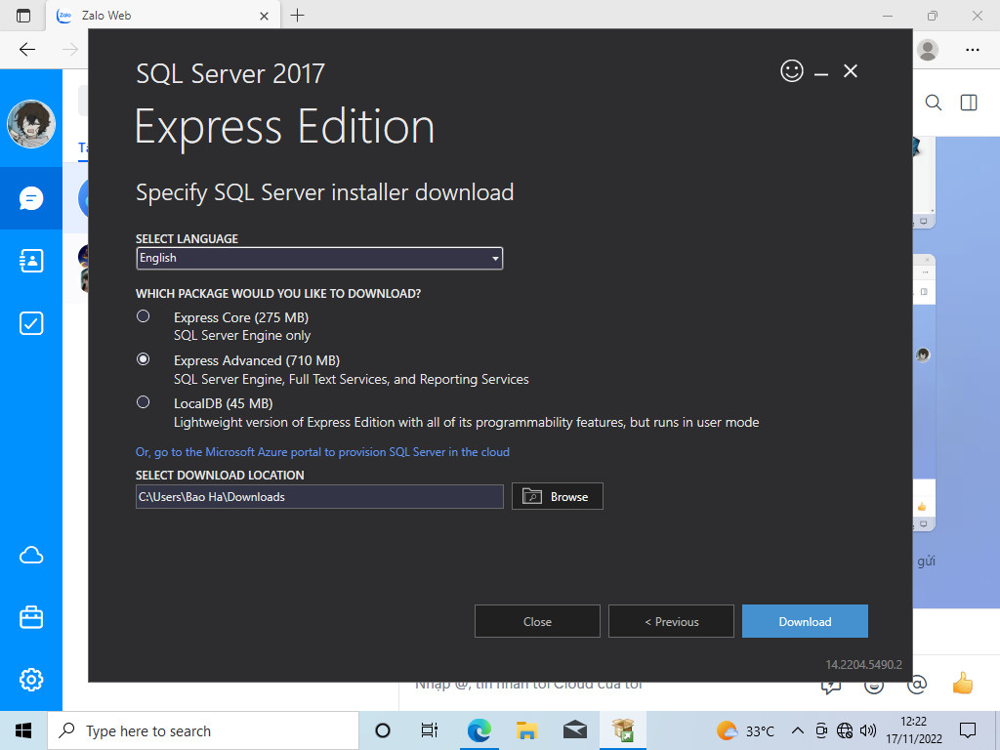 Zalo Web
SQL Server 2017
Express Edition
Specify SQL Server installer download
SELECT LANGUAGE
English
WHICH PACKAGE WOULD YOU LIKE TO DOWNLOAD?
Express Core (275 MB)
SQL Server Engine only
Express Advanced (710 MB)
SQL Server Engine, Full Text Services, and Reporting Services
LocalDB (45 MB)
Lightweight version of Express Edition with all of its programmability features, but runs in user mode
Or, go to the Microsoft Azure portal to provision SQL Server in the cloud
SELECT DOWNLOAD LOCATION
C:\Users\Bao Ha\Downloads
Browse
gửi
Close
< Previous
Download
14.2204.5490.2
Nhập @, tin nhắn tới Cloud của tôi
Type here to search
33°C
12:22
17/11/2022